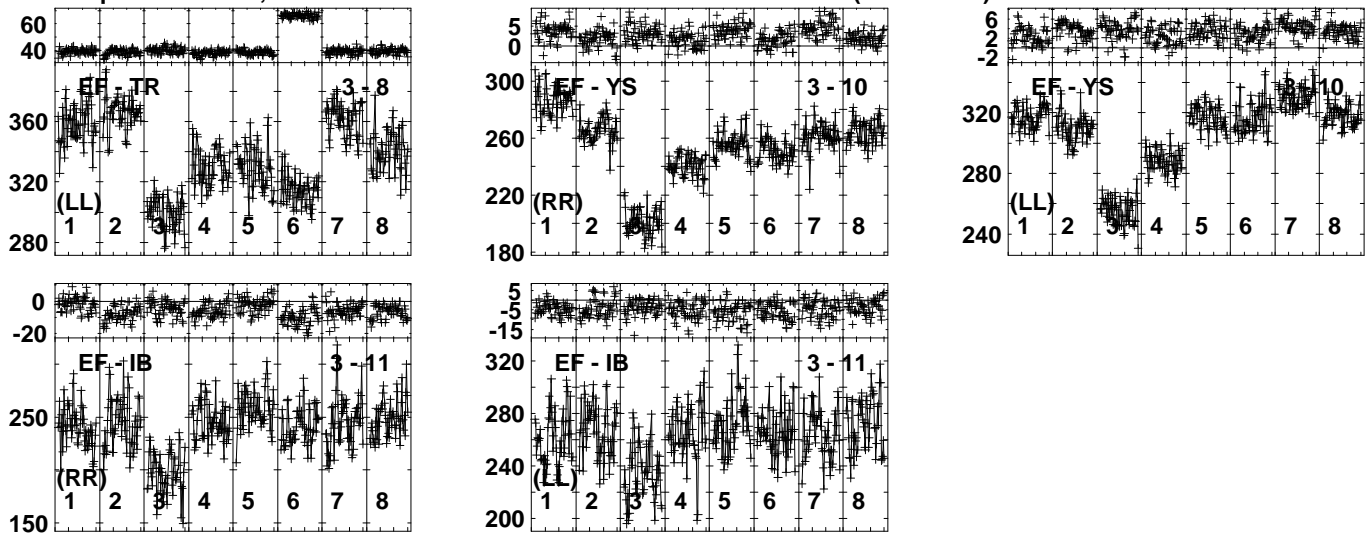 60
40
EF - TR 3 - 8
360
320
(LL)
1 2 3 4 5 6 7 8
280
5
0
300
EF - YS 3 - 10
260
220
(RR)
1 2 3 4 5 6 7 8
180
6
2
-2
EF - YS 3 - 10
320
280
(LL)
1 2 3 4 5 6 7 8
240
0
-20
EF - IB 3 - 11
250
(RR)
1 2 3 4 5 6 7 8
150
5
-5
-15
320
EF - IB 3 - 11
280
240
(LL)
1 2 3 4 5 6 7 8
200